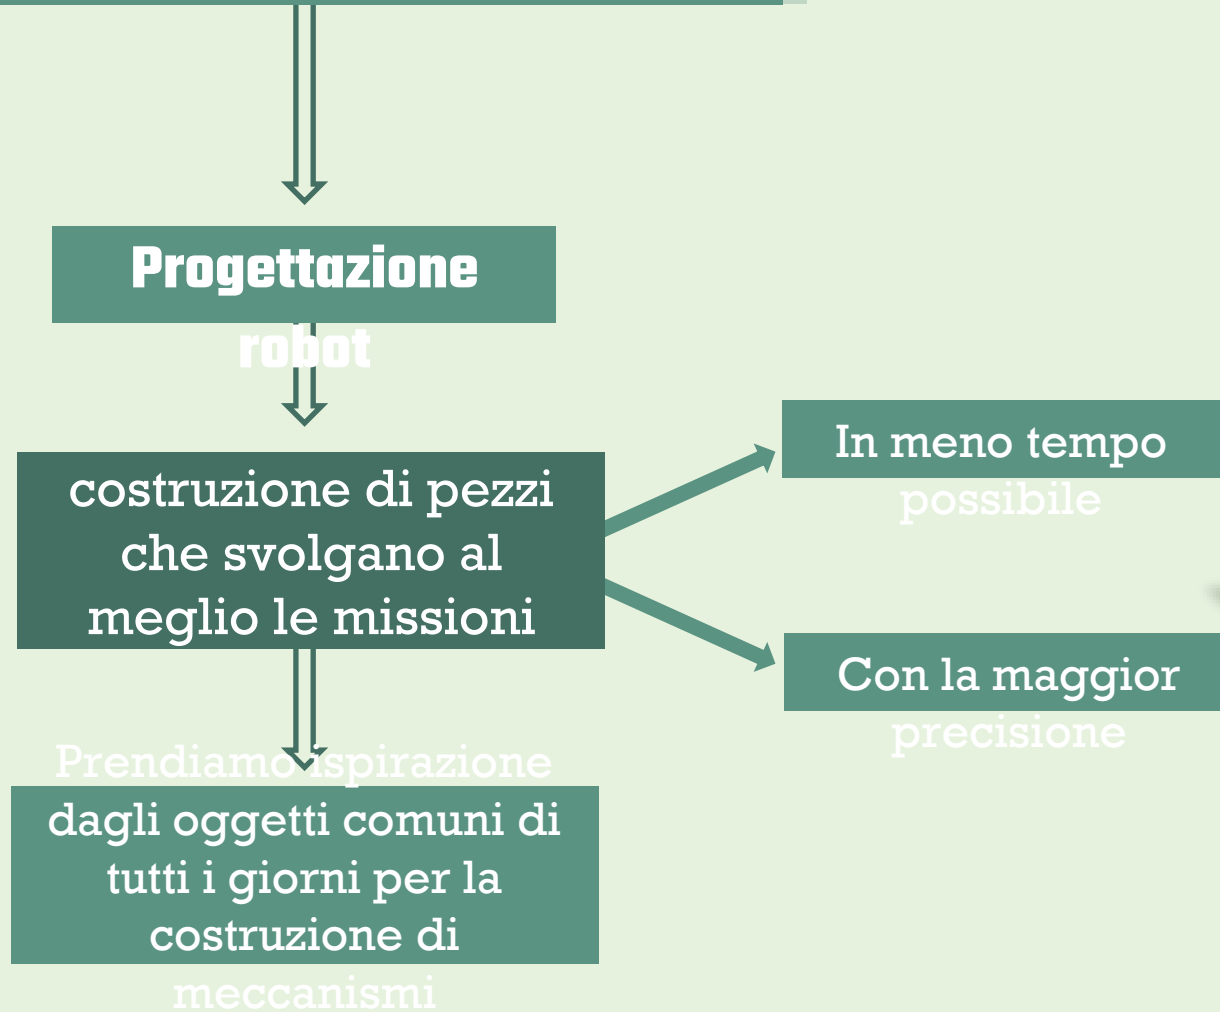 Progettazione
robot
costruzione di pezzi
che svolgano al
meglio le missioni
In meno tempo
possibile
Con la maggior
precisione
Prendiamo ispirazione
dagli oggetti comuni di
tutti i giorni per la
costruzione di
meccanismi